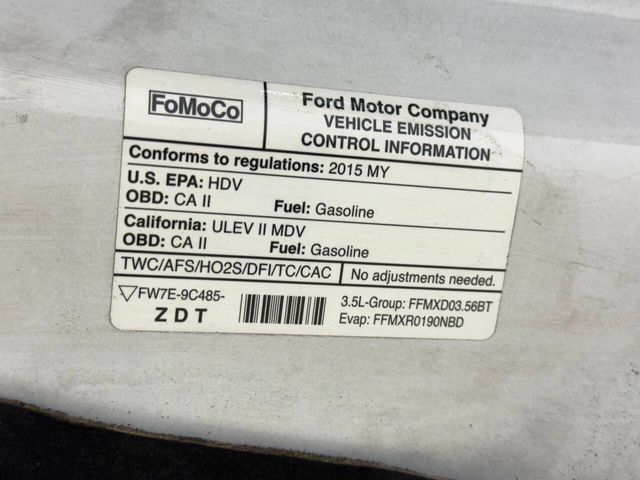 FoMoCo
Ford Motor Company
VEHICLE EMISSION
CONTROL INFORMATION
Conforms to regulations: 2015 MY
U.S. EPA: HDV
OBD: CA II Fuel: Gasoline
California: ULEV II MDV
OBD: CA II Fuel: Gasoline
TWC/AFS/HO2S/DFI/TC/CAC No adjustments needed.
FW7E-9C485-
ZDT
3.5L-Group: FFMXD03.56BT
Evap: FFMXR0190NBD